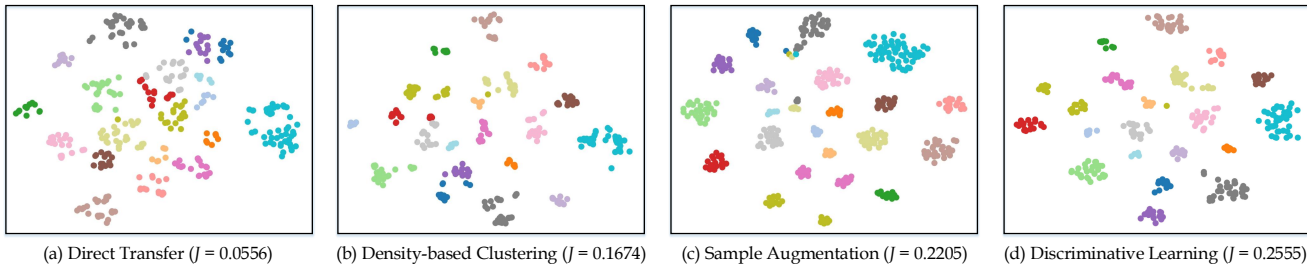 (a) Direct Transfer (J = 0.0556)
(b) Density-based Clustering (J = 0.1674)
(c) Sample Augmentation (J = 0.2205)
(d) Discriminative Learning (J = 0.2555)